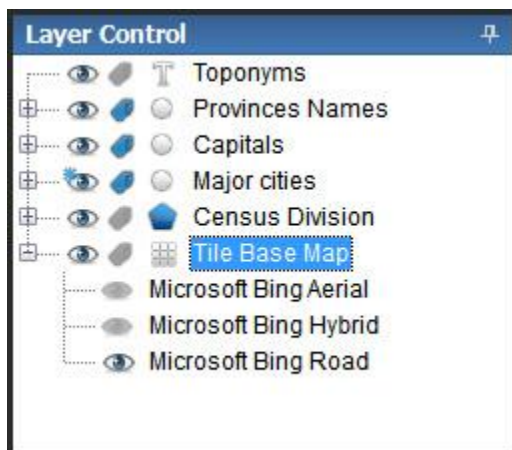 Layer Control
Toponyms
Provinces Names
Capitals
Major cities
Census Division
Tile Base Map
Microsoft Bing Aerial
Microsoft Bing Hybrid
Microsoft Bing Road